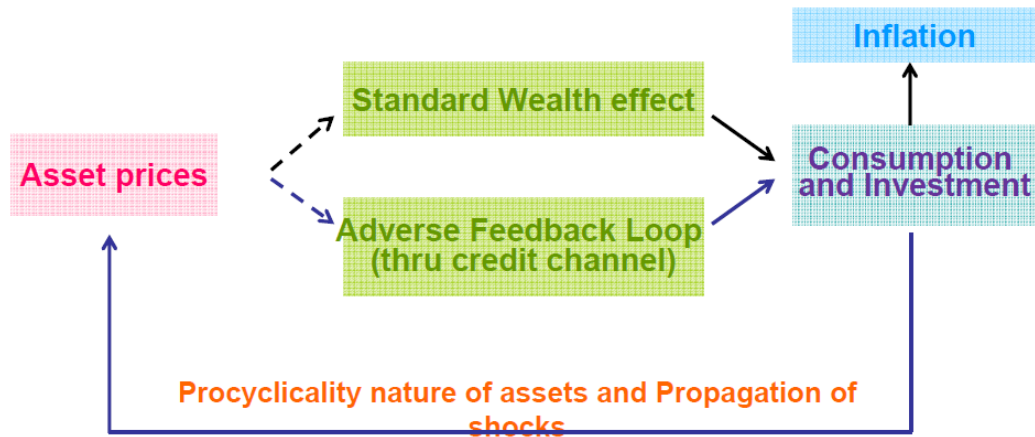 Inflation
Standard Wealth effect
Asset prices
Consumption
and Investment
Adverse Feedback Loop
(thru credit channel)
Procyclicality nature of assets and Propagation of
shocks